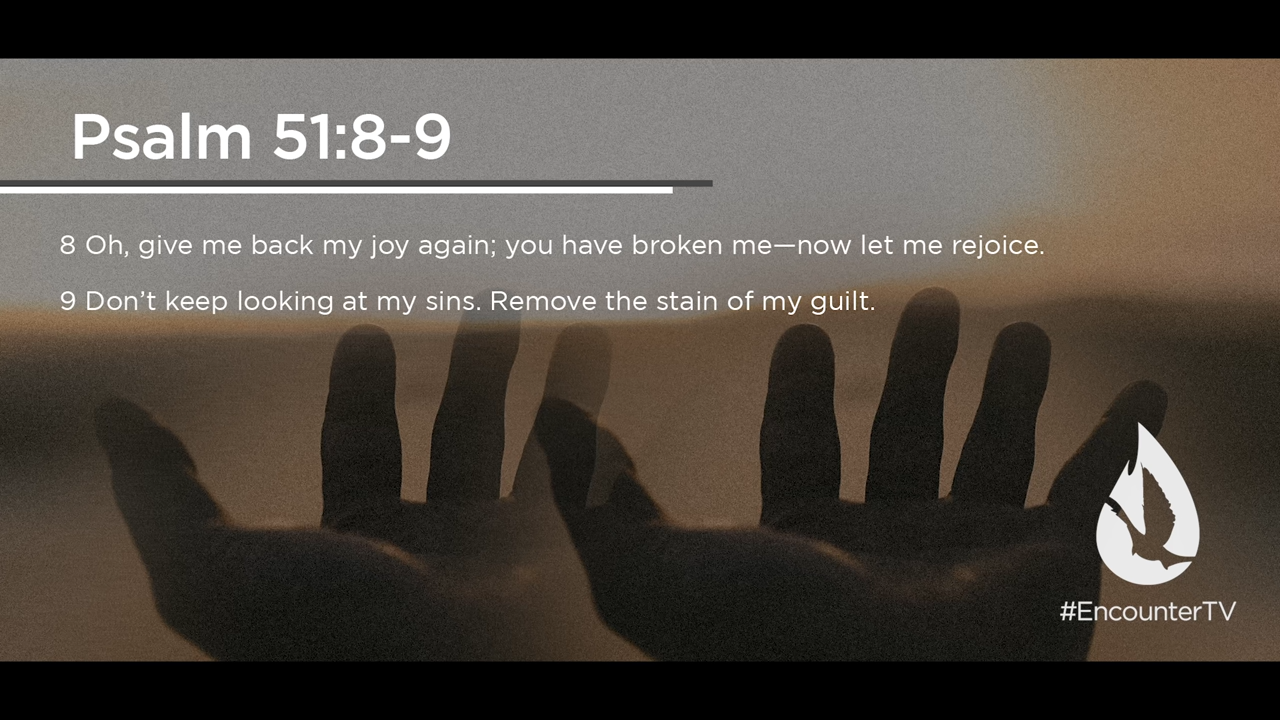 Psalm 51:8-9
8 Oh, give me back my joy again; you have broken me—now let me rejoice.
9 Don’t keep looking at my sins. Remove the stain of my guilt.
#EncounterTV